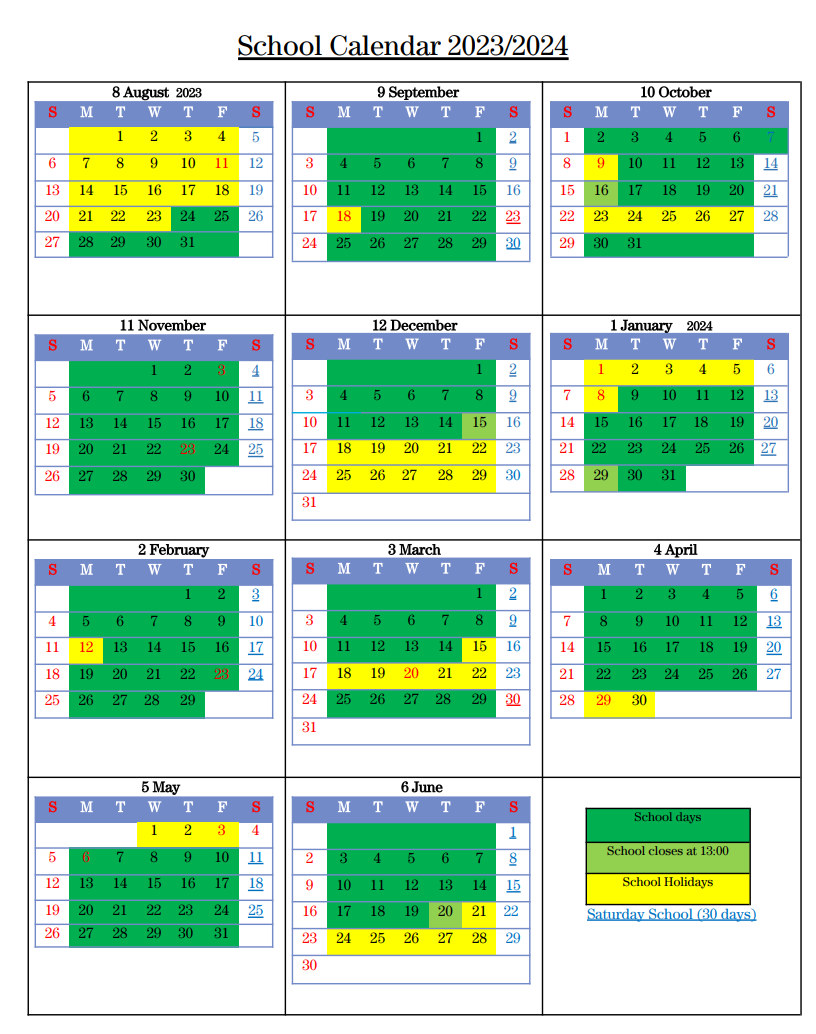 School Calendar 2023/2024
8 August 2023
S M T W T F S
1 2 3 4 5
6 7 8 9 10 11 12
13 14 15 16 17 18 19
20 21 22 23 24 25 26
27 28 29 30 31
9 September
S M T W T F S
1 2
3 4 5 6 7 8 9
10 11 12 13 14 15 16
17 18 19 20 21 22 23
24 25 26 27 28 29 30
10 October
S M T W T F S
1 2 3 4 5 6 7
8 9 10 11 12 13 14
15 16 17 18 19 20 21
22 23 24 25 26 27 28
29 30 31
11 November
S M T W T F S
1 2 3 4
5 6 7 8 9 10 11
12 13 14 15 16 17 18
19 20 21 22 23 24 25
26 27 28 29 30
12 December
S M T W T F S
1 2
3 4 5 6 7 8 9
10 11 12 13 14 15 16
17 18 19 20 21 22 23
24 25 26 27 28 29 30
31
1 January 2024
S M T W T F S
1 2 3 4 5 6
7 8 9 10 11 12 13
14 15 16 17 18 19 20
21 22 23 24 25 26 27
28 29 30 31
2 February
S M T W T F S
1 2 3
4 5 6 7 8 9 10
11 12 13 14 15 16 17
18 19 20 21 22 23 24
25 26 27 28 29
3 March
S M T W T F S
1 2
3 4 5 6 7 8 9
10 11 12 13 14 15 16
17 18 19 20 21 22 23
24 25 26 27 28 29 30
31
4 April
S M T W T F S
1 2 3 4 5 6
7 8 9 10 11 12 13
14 15 16 17 18 19 20
21 22 23 24 25 26 27
28 29 30
5 May
S M T W T F S
1 2 3 4
5 6 7 8 9 10 11
12 13 14 15 16 17 18
19 20 21 22 23 24 25
26 27 28 29 30 31
6 June
S M T W T F S
1
2 3 4 5 6 7 8
9 10 11 12 13 14 15
16 17 18 19 20 21 22
23 24 25 26 27 28 29
30
School days
School closes at 13:00
School Holidays
Saturday School (30 days)